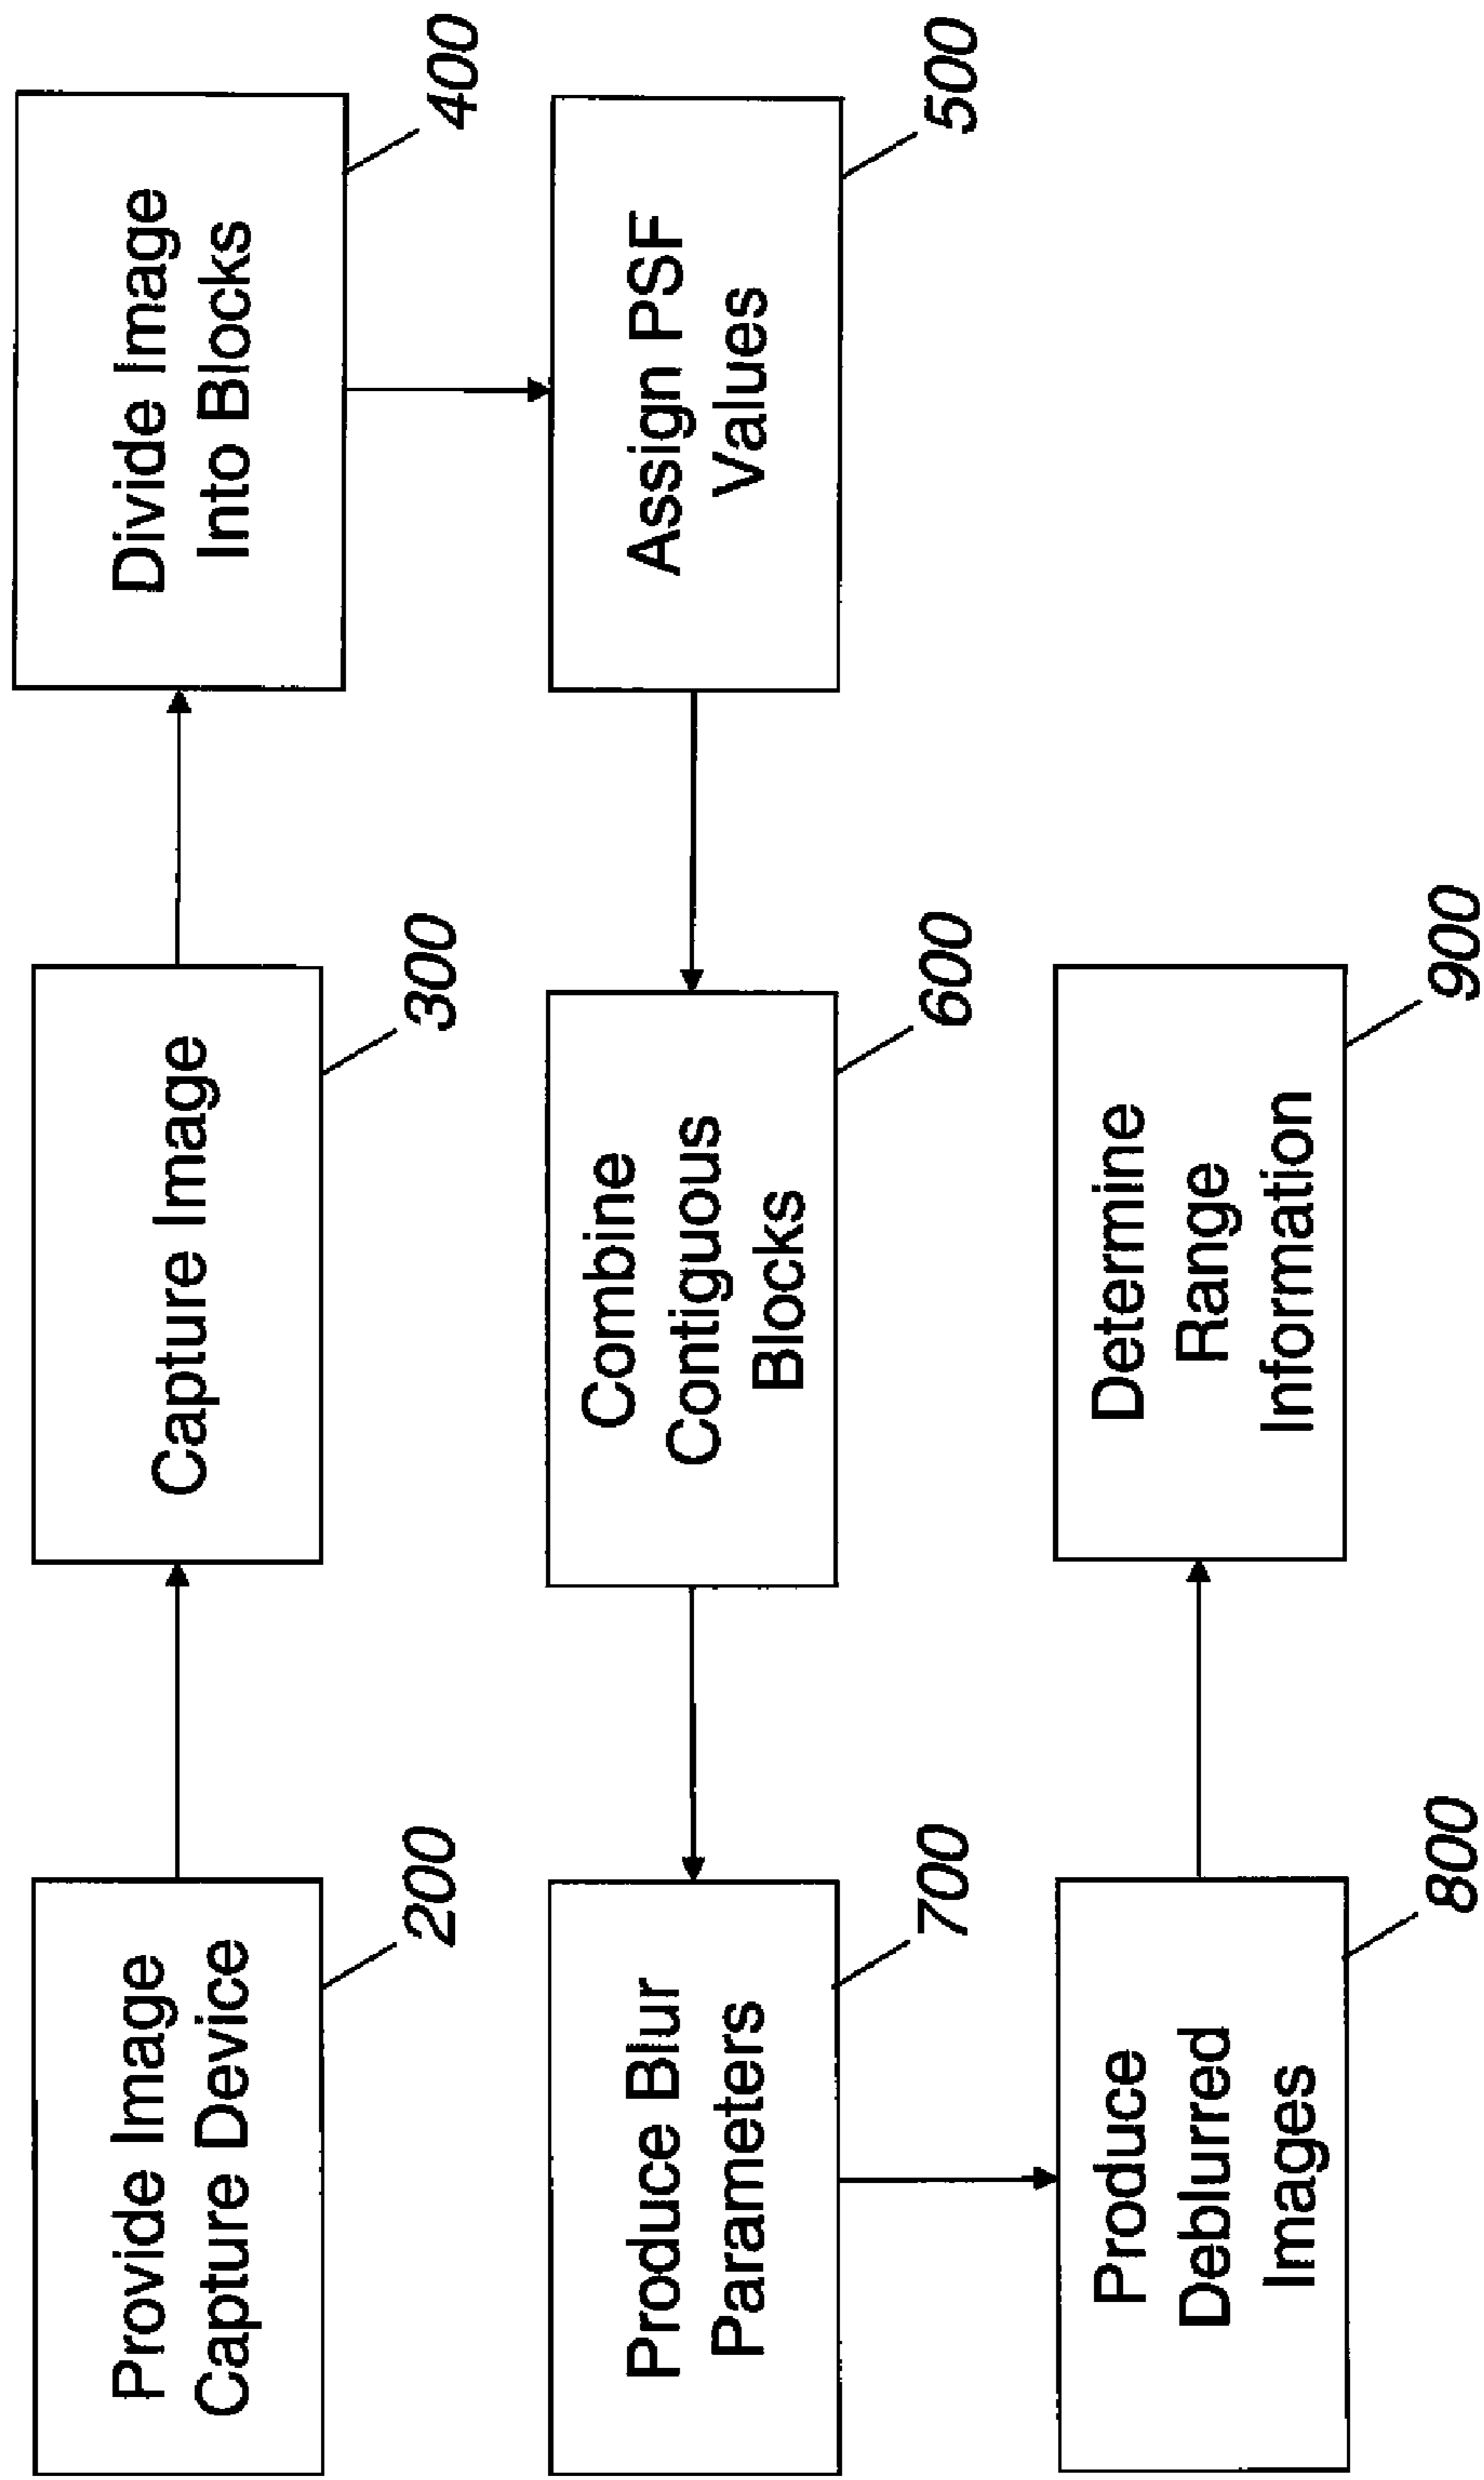 Provide Image
Capture Device
200
Capture Image
300
Divide Image
Into Blocks
400
Assign PSF
Values
500
Combine
Contiguous
Blocks
600
Produce Blur
Parameters
700
Produce
Deblurred
Images
800
Determine
Range
Information
900